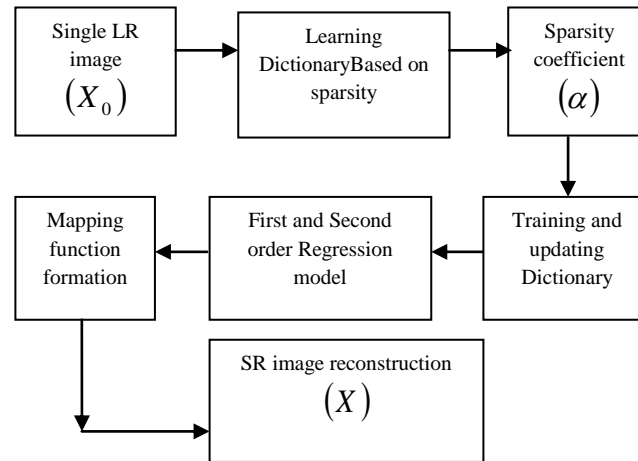 Single LR
image
(X₀)
Learning
DictionaryBased on
sparsity
Sparsity
coefficient
(α)
Training and
updating
Dictionary
First and Second
order Regression
model
Mapping
function
formation
SR image reconstruction
(X)